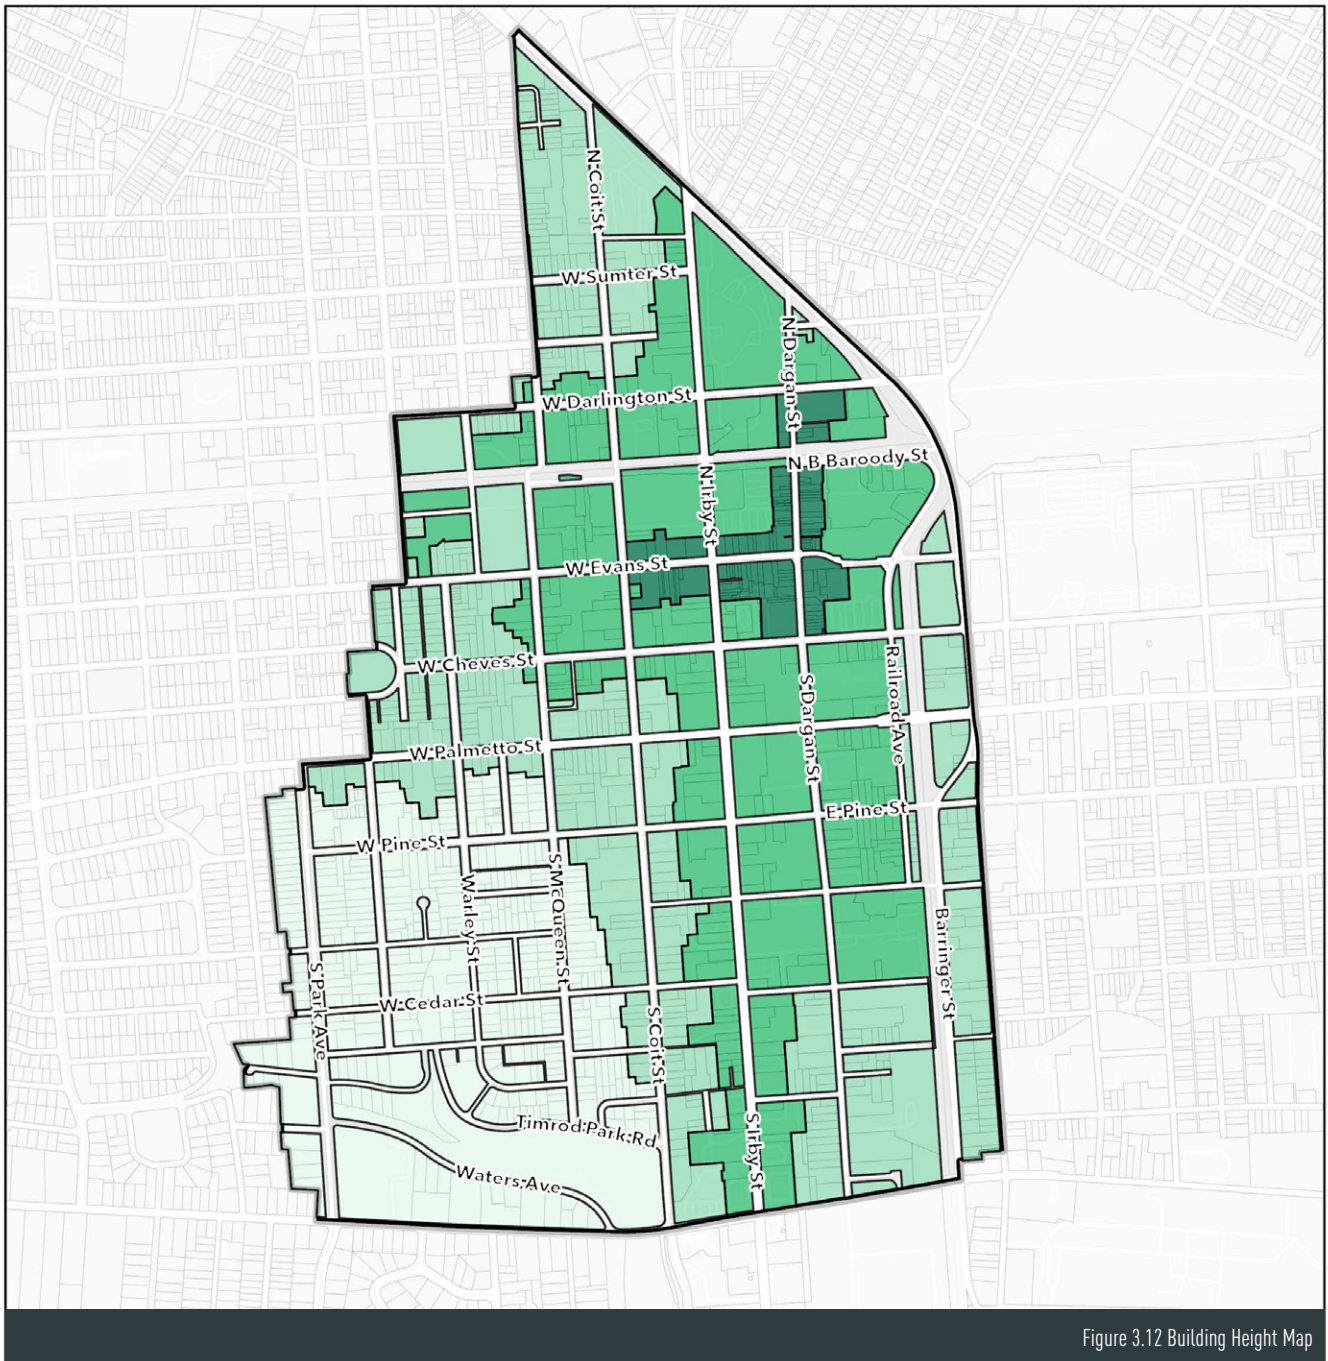 N Coit St
W Sumter St
N Dargan St
W Darlington St
N B Baroody St
N Irby St
W Evans St
W Cheves St
Railroad Ave
S Dargan St
W Palmetto St
E Pine St
W Pine St
Warley St
S McQueen St
Barringer St
S Park Ave
W Cedar St
S Coit St
Timrod Park Rd
S Irby St
Waters Ave
Figure 3.12 Building Height Map